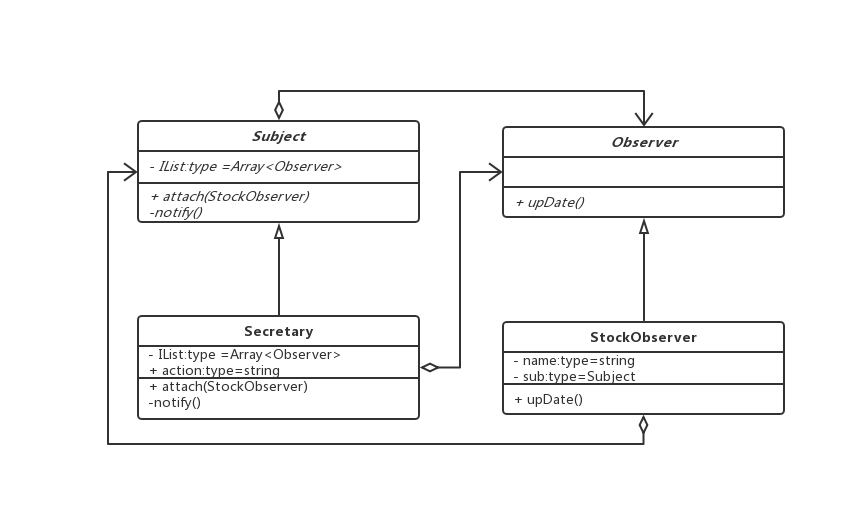 Subject
- IList:type =Array<Observer>
+ attach(StockObserver)
-notify()
Observer
+ upDate()
Secretary
- IList:type =Array<Observer>
+ action:type=string
+ attach(StockObserver)
-notify()
StockObserver
- name:type=string
- sub:type=Subject
+ upDate()